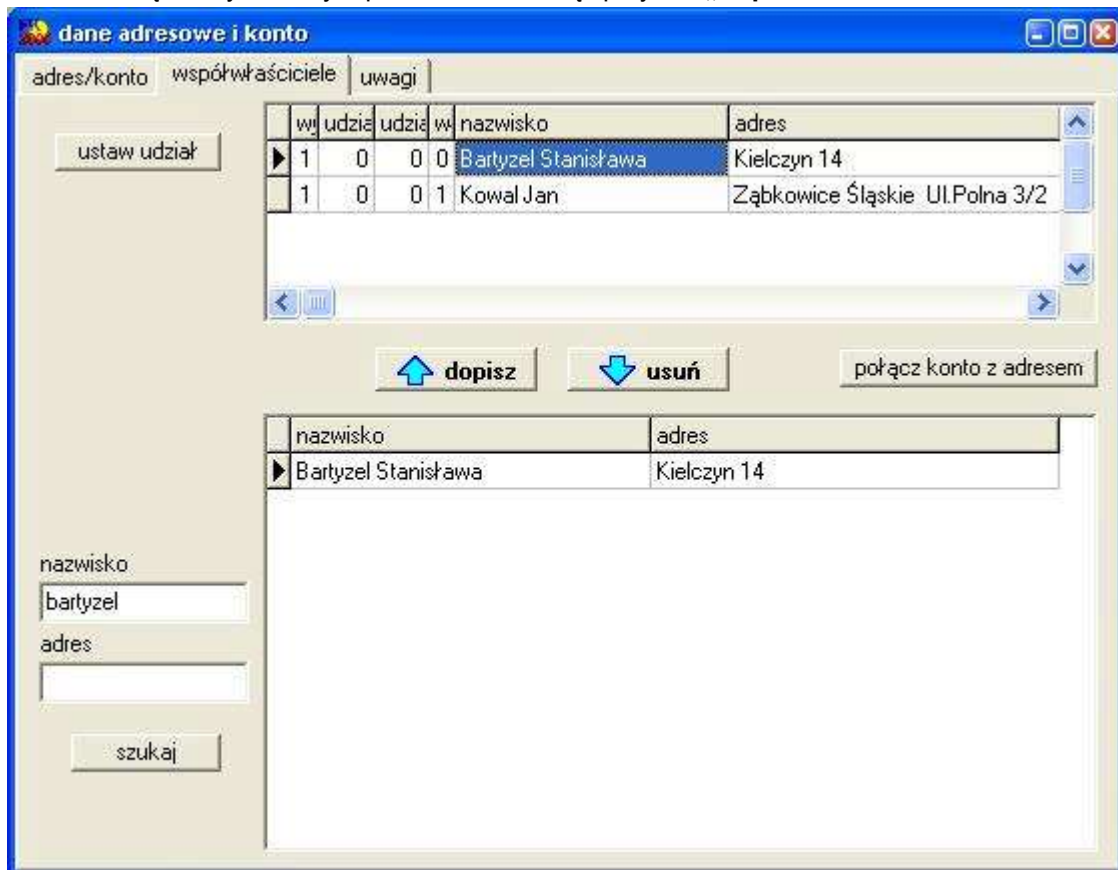 dane adresowe i konto
adres/konto współwłaściciele uwagi
ustaw udział
udzia udzia nazwisko adres
1 0 0 0 Bartyzel Stanisława Kielczyn 14
1 0 0 1 Kowal Jan Ząbkowice Śląskie Ul.Polna 3/2
dopisz usuń połącz konto z adresem
nazwisko adres
Bartyzel Stanisława Kielczyn 14
nazwisko
bartyzel
adres
szukaj